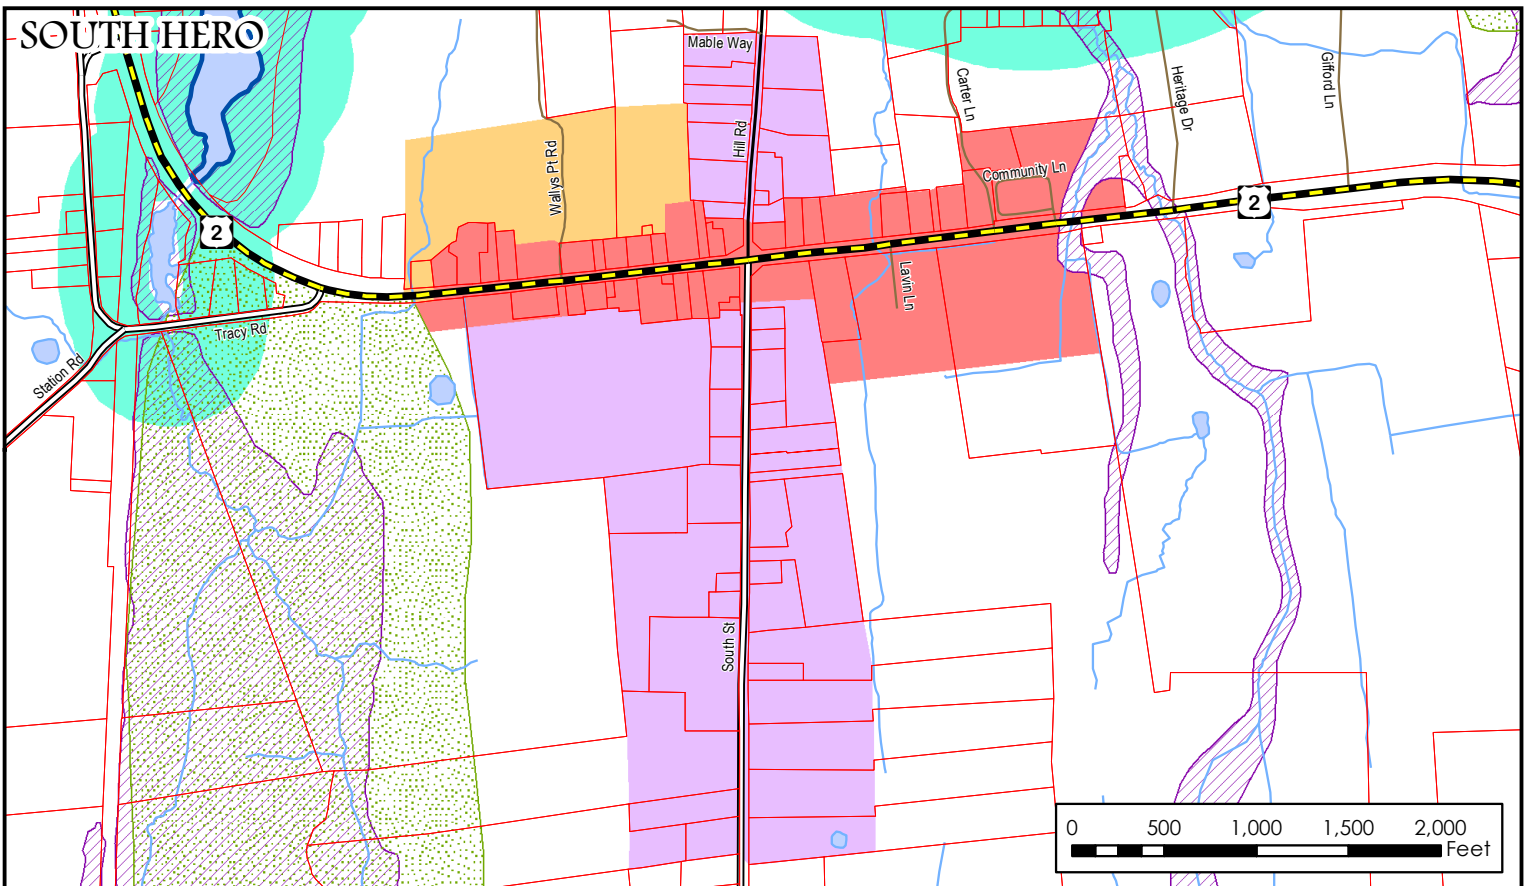 SOUTH HERO
Mable Way
Hill Rd
Wallys Pt Rd
Carter Ln
Heritage Dr
Gifford Ln
Community Ln
2
2
Lavin Ln
Tracy Rd
Station Rd
South St
0 500 1,000 1,500 2,000
Feet